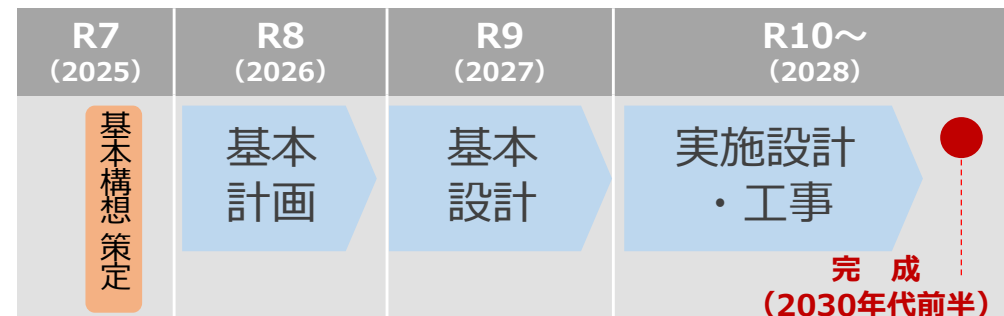 R7
（2025）
R8
（2026）
R9
（2027）
R10～
（2028）
基本構想 策定
基本
計画
基本
設計
実施設計
・工事
完　成
（2030年代前半）